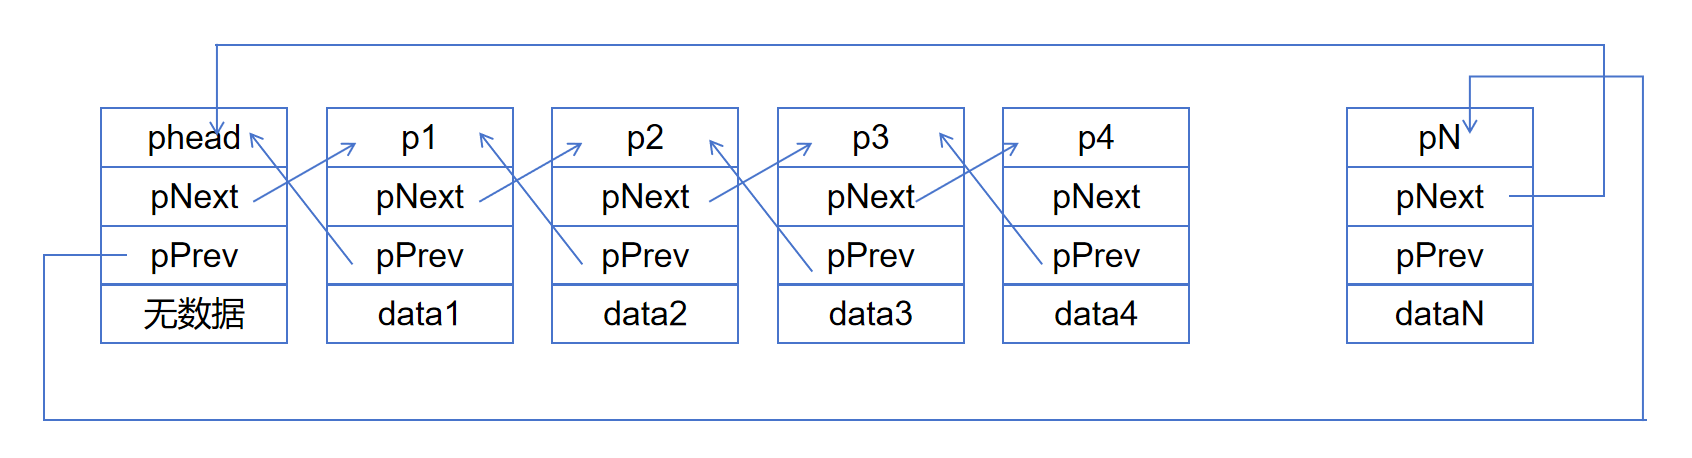 phead p1 p2 p3 p4 pN
pNext pNext pNext pNext pNext pNext
pPrev pPrev pPrev pPrev pPrev pPrev
无数据 data1 data2 data3 data4 dataN